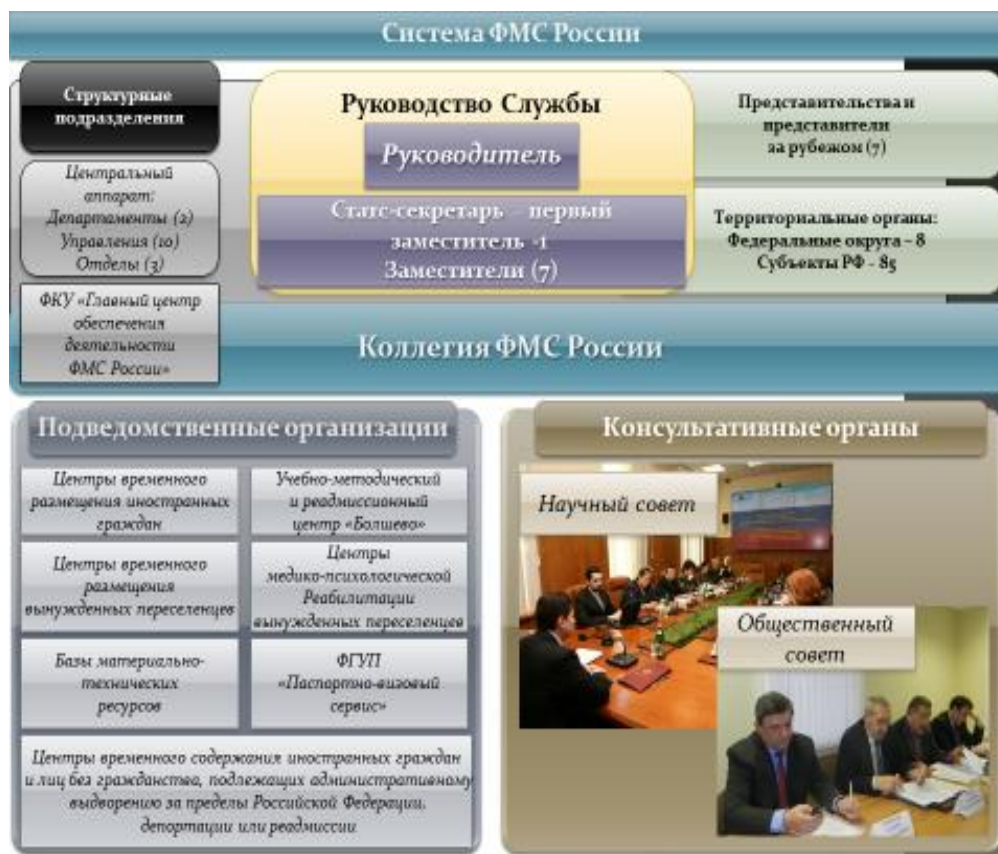 Система ФМС России
Структурные
подразделения
Центральный
аппарат:
Департаменты (2)
Управления (10)
Отделы (3)
ФКУ «Главный центр
обеспечения
деятельности
ФМС России»
Руководство Службы
Руководитель
Статс-секретарь – первый
заместитель -1
Заместители (7)
Представительства и
представители
за рубежом (7)
Территориальные органы:
Федеральные округа – 8
Субъекты РФ - 85
Коллегия ФМС России
Подведомственные организации
Центры временного
размещения иностранных
граждан
Учебно-методический
и реадмиссионный
центр «Болшево»
Центры временного
размещения
вынужденных переселенцев
Центры
медико-психологической
Реабилитации
вынужденных переселенцев
Базы материально-
технических
ресурсов
ФГУП
«Паспортно-визовый
сервис»
Центры временного содержания иностранных граждан
и лиц без гражданства, подлежащих административному
выдворению за пределы Российской Федерации,
депортации или реадмиссии
Консультативные органы
Научный совет
Общественный
совет